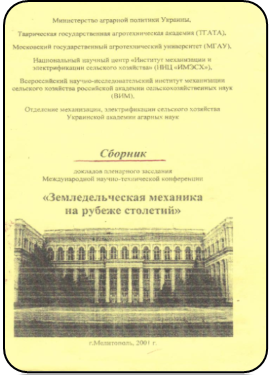 Министерство аграрной политики Украины,
Таврическая государственная агротехническая академия (ТГАТА),
Московский государственный агротехнический университет (МГАУ),
Национальный научный центр «Институт механизации и
электрификации сельского хозяйства» (ННЦ «ИМЭСХ»),
Всероссийский научно-исследовательский институт механизации
сельского хозяйства российской академии сельскохозяйственных наук
(ВИМ),
Отделение механизации, электрификации сельского хозяйства
Украинской академии аграрных наук
Сборник
докладов пленарного заседания
Международной научно-технической конференции
«Земледельческая механика
на рубеже столетий»
г.Мелитополь, 2001 г.